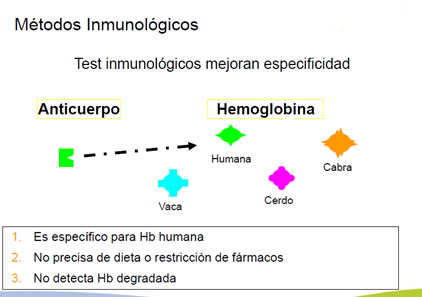 Métodos Inmunológicos
Test inmunológicos mejoran especificidad
Anticuerpo
Hemoglobina
Humana
Cabra
Vaca
Cerdo
1. Es específico para Hb humana
2. No precisa de dieta o restricción de fármacos
3. No detecta Hb degradada